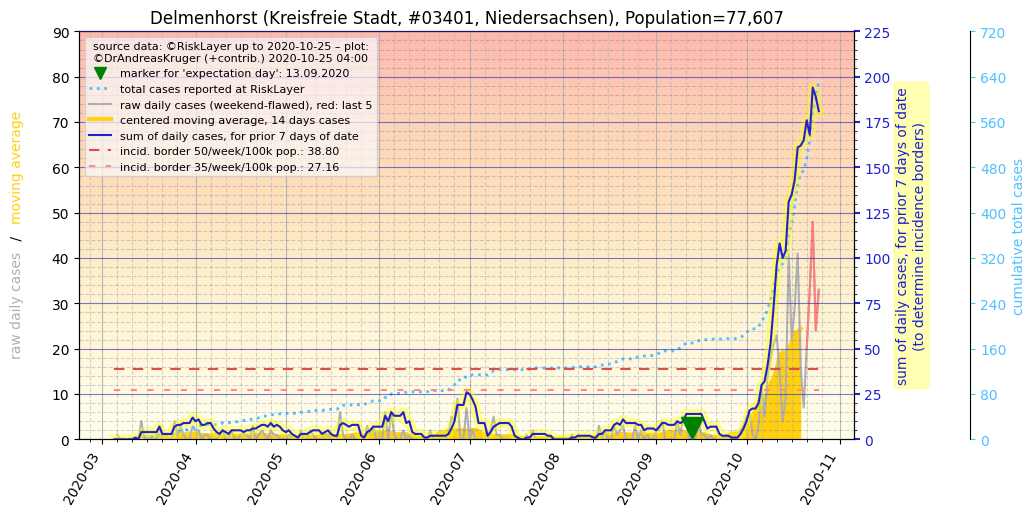 Delmenhorst (Kreisfreie Stadt, #03401, Niedersachsen), Population=77,607
source data: ©RiskLayer up to 2020-10-25 – plot:
©DrAndreasKruger (+contrib.) 2020-10-25 04:00
marker for 'expectation day': 13.09.2020
total cases reported at RiskLayer
raw daily cases (weekend-flawed), red: last 5
centered moving average, 14 days cases
sum of daily cases, for prior 7 days of date
incid. border 50/week/100k pop.: 38.80
incid. border 35/week/100k pop.: 27.16
raw daily cases / moving average
90
80
70
60
50
40
30
20
10
0
225
200
175
150
125
100
75
50
25
0
sum of daily cases, for prior 7 days of date
(to determine incidence borders)
720
640
560
480
400
320
240
160
80
0
cumulative total cases
2020-03
2020-04
2020-05
2020-06
2020-07
2020-08
2020-09
2020-10
2020-11